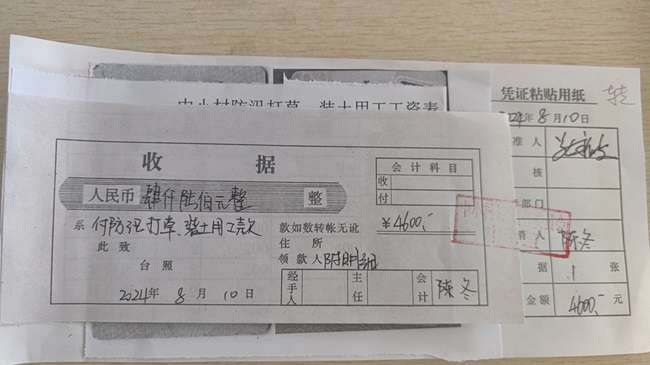 中小村防汛打草、装土用工工资表
收据
会计科目
收
付
人民币 肆仟陆佰元整 整
¥4600.-
系 付防汛打草、装土用工款
款如数转帐无讹
此致
住所
台照
领款人 附明细
2024年8月10日
经手人
主任
会计 陈冬
凭证粘贴用纸
转
2024年8月10日
准人
核
部门
销人 陈冬
据 1 张
金额 4600.- 元